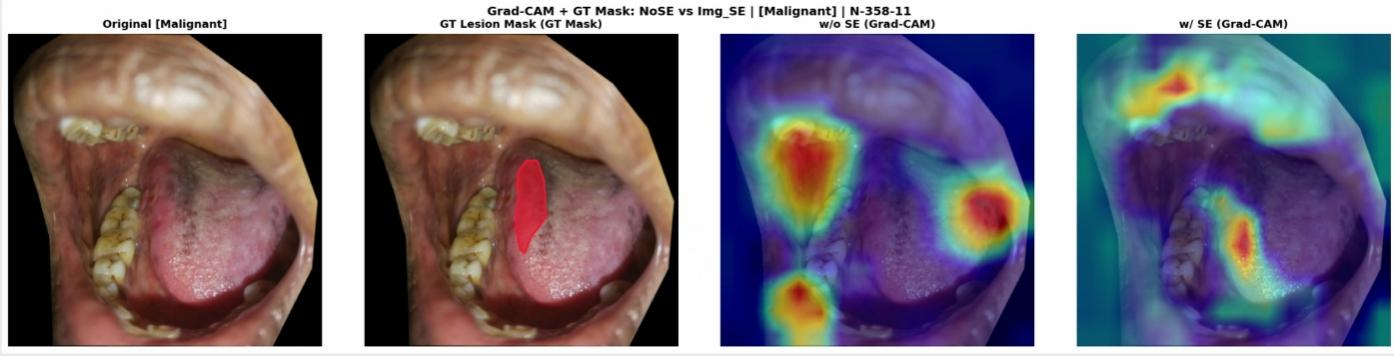 Grad-CAM + GT Mask: NoSE vs Img_SE | [Malignant] | N-358-11
Original [Malignant]
GT Lesion Mask (GT Mask)
w/o SE (Grad-CAM)
w/ SE (Grad-CAM)